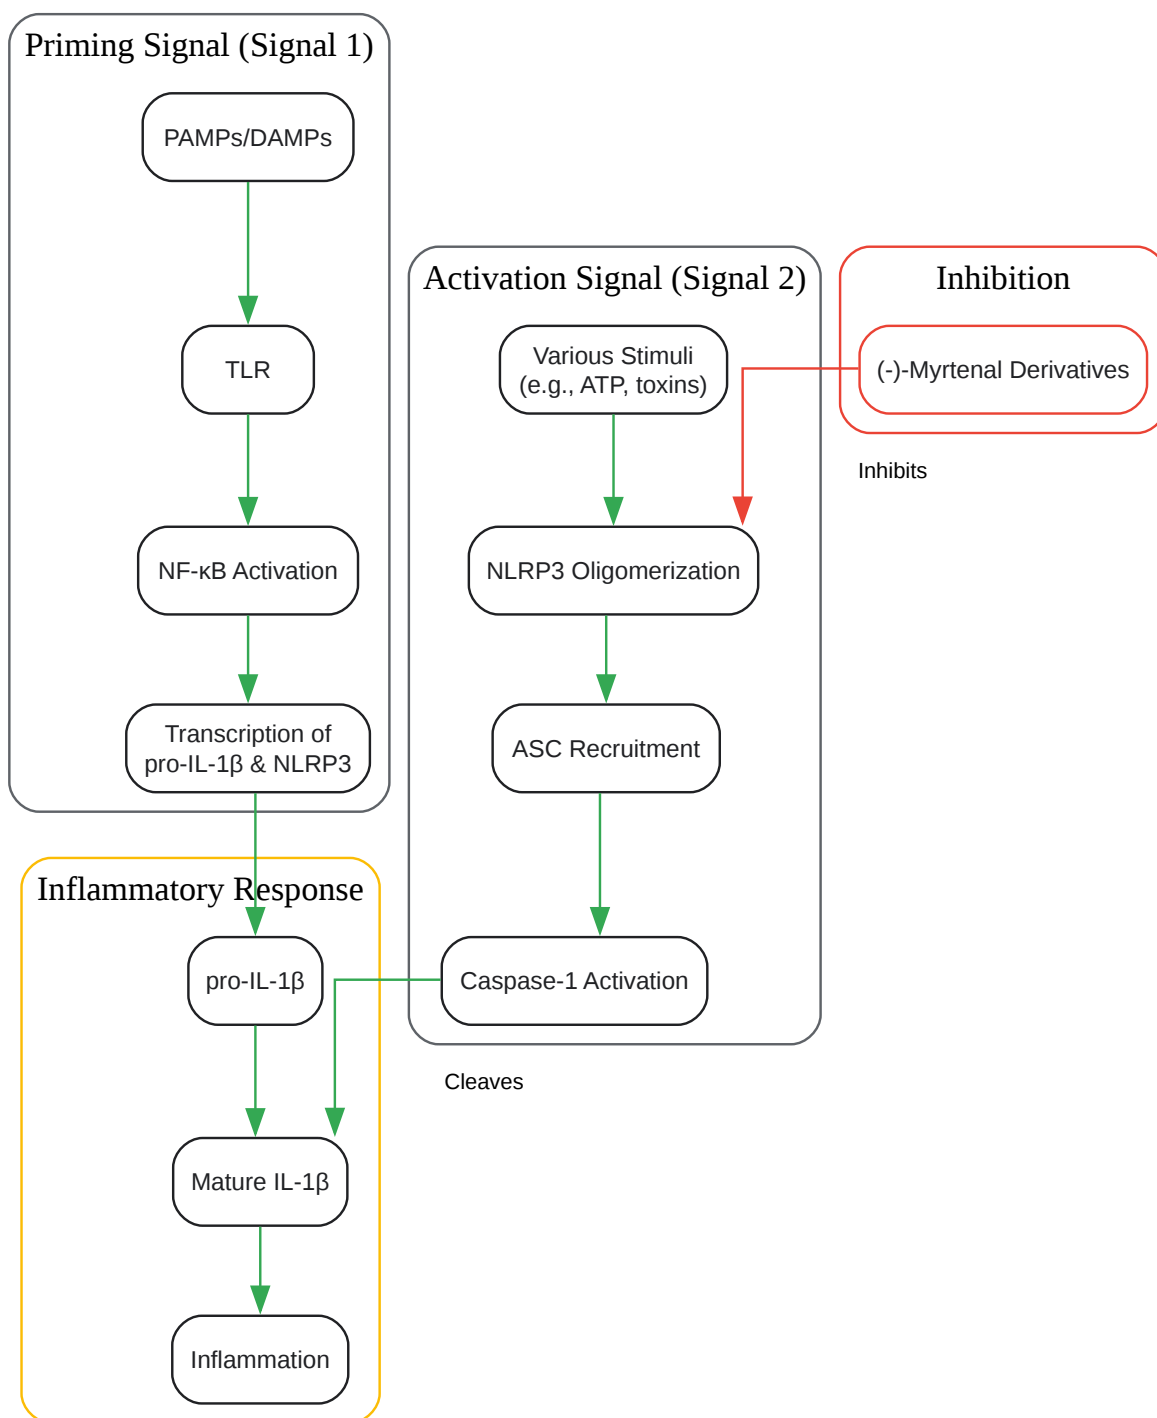 Priming Signal (Signal 1)
PAMPs/DAMPs
TLR
NF-κB Activation
Transcription of
pro-IL-1β & NLRP3
Activation Signal (Signal 2)
Various Stimuli
(e.g., ATP, toxins)
NLRP3 Oligomerization
ASC Recruitment
Caspase-1 Activation
Inhibition
(-)-Myrtenal Derivatives
Inhibits
Cleaves
Inflammatory Response
pro-IL-1β
Mature IL-1β
Inflammation